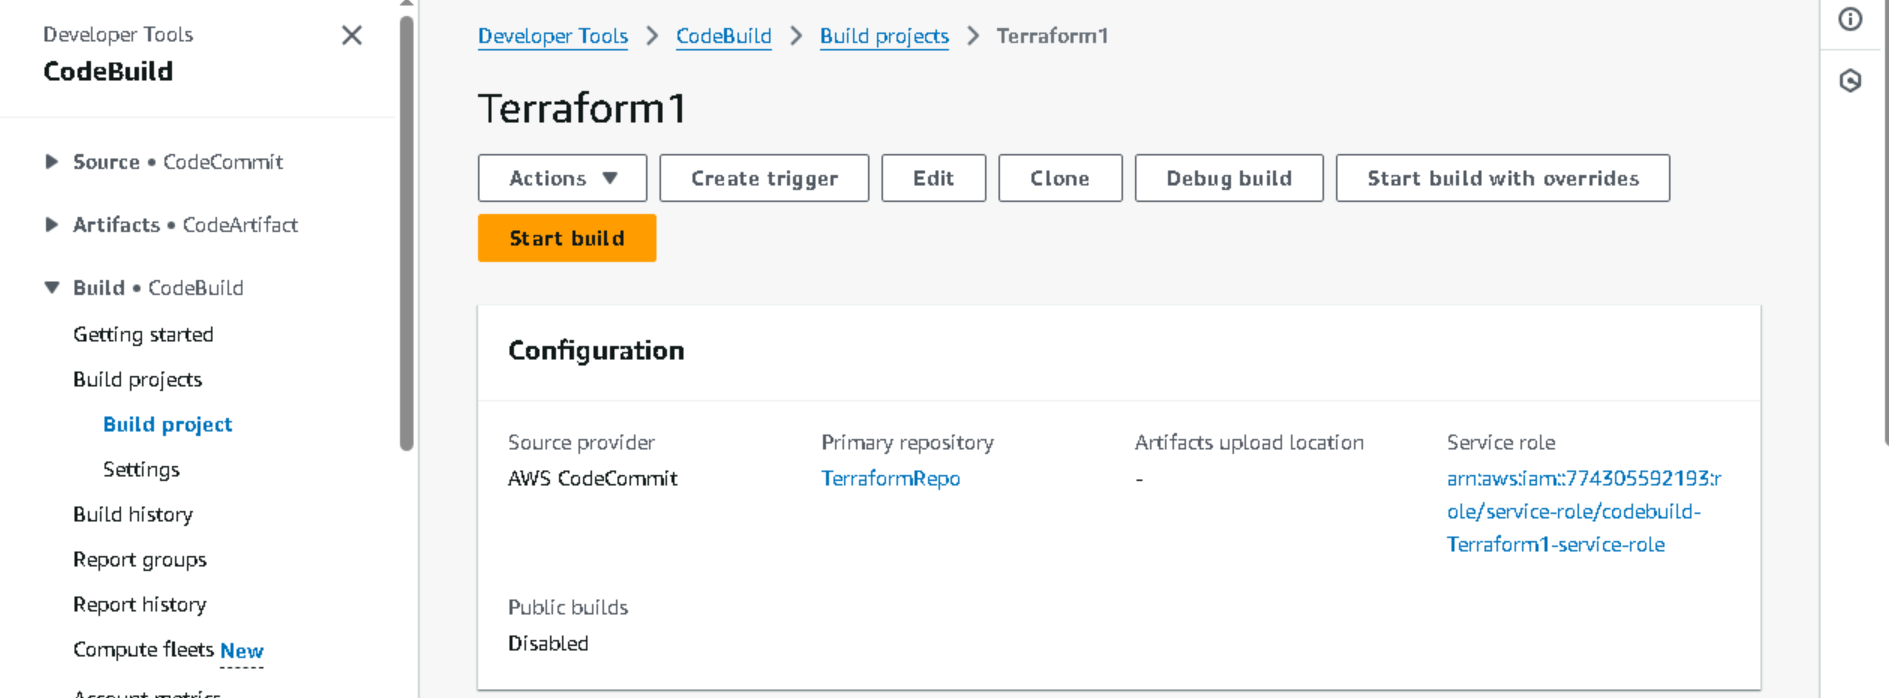 Developer Tools
CodeBuild
Source • CodeCommit
Artifacts • CodeArtifact
Build • CodeBuild
Getting started
Build projects
Build project
Settings
Build history
Report groups
Report history
Compute fleets New
Account metrics
Developer Tools > CodeBuild > Build projects > Terraform1
Terraform1
Actions
Create trigger
Edit
Clone
Debug build
Start build with overrides
Start build
Configuration
Source provider
AWS CodeCommit
Primary repository
TerraformRepo
Artifacts upload location
-
Service role
arn:aws:iam::774305592193:r
ole/service-role/codebuild-
Terraform1-service-role
Public builds
Disabled